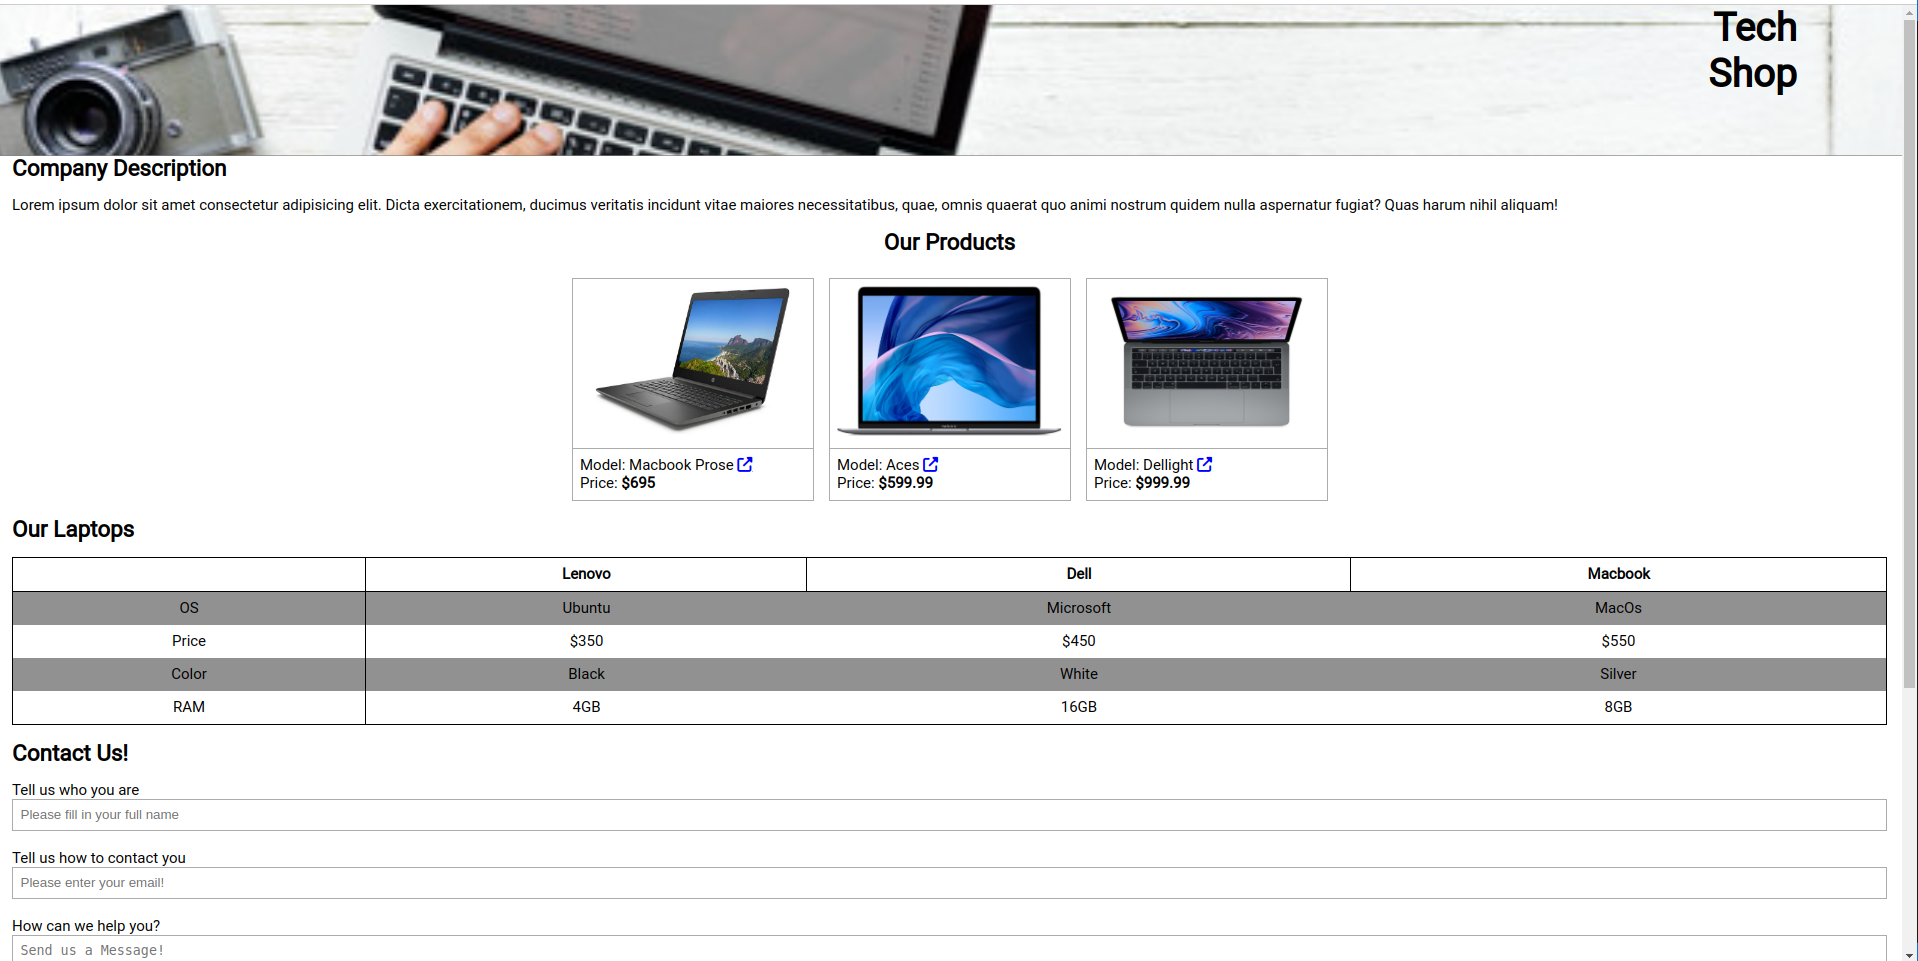 Tech
Shop
Company Description
Lorem ipsum dolor sit amet consectetur adipisicing elit. Dicta exercitationem, ducimus veritatis incidunt vitae maiores necessitatibus, quae, omnis quaerat quo animi nostrum quidem nulla aspernatur fugiat? Quas harum nihil aliquam!
Our Products
Model: Macbook Prose
Price: $695
Model: Aces
Price: $599.99
Model: Dellight
Price: $999.99
Our Laptops
Lenovo Dell Macbook
OS Ubuntu Microsoft MacOs
Price $350 $450 $550
Color Black White Silver
RAM 4GB 16GB 8GB
Contact Us!
Tell us who you are
Please fill in your full name
Tell us how to contact you
Please enter your email!
How can we help you?
Send us a Message!